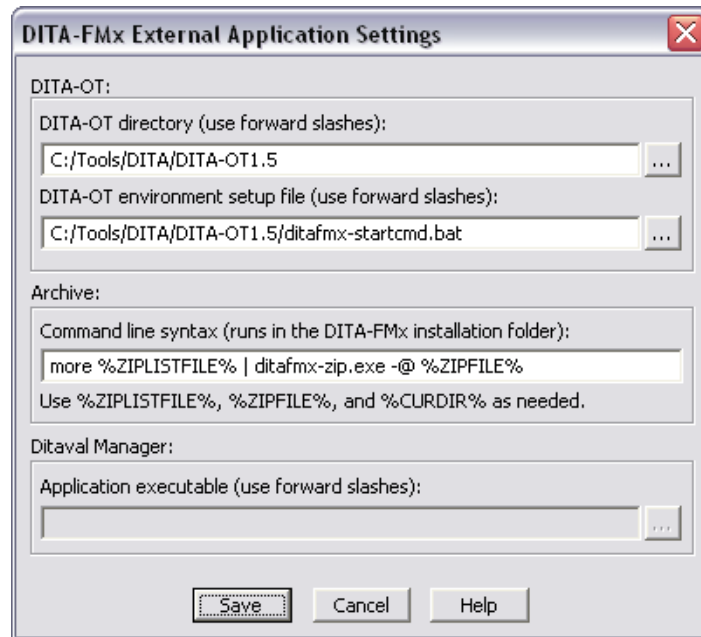 DITA-FMx External Application Settings
DITA-OT:
DITA-OT directory (use forward slashes):
C:/Tools/DITA/DITA-OT1.5
...
DITA-OT environment setup file (use forward slashes):
C:/Tools/DITA/DITA-OT1.5/ditafmx-startcmd.bat
...
Archive:
Command line syntax (runs in the DITA-FMx installation folder):
more %ZIPLISTFILE% | ditafmx-zip.exe -@ %ZIPFILE%
Use %ZIPLISTFILE%, %ZIPFILE%, and %CURDIR% as needed.
Ditaval Manager:
Application executable (use forward slashes):
...
Save Cancel Help